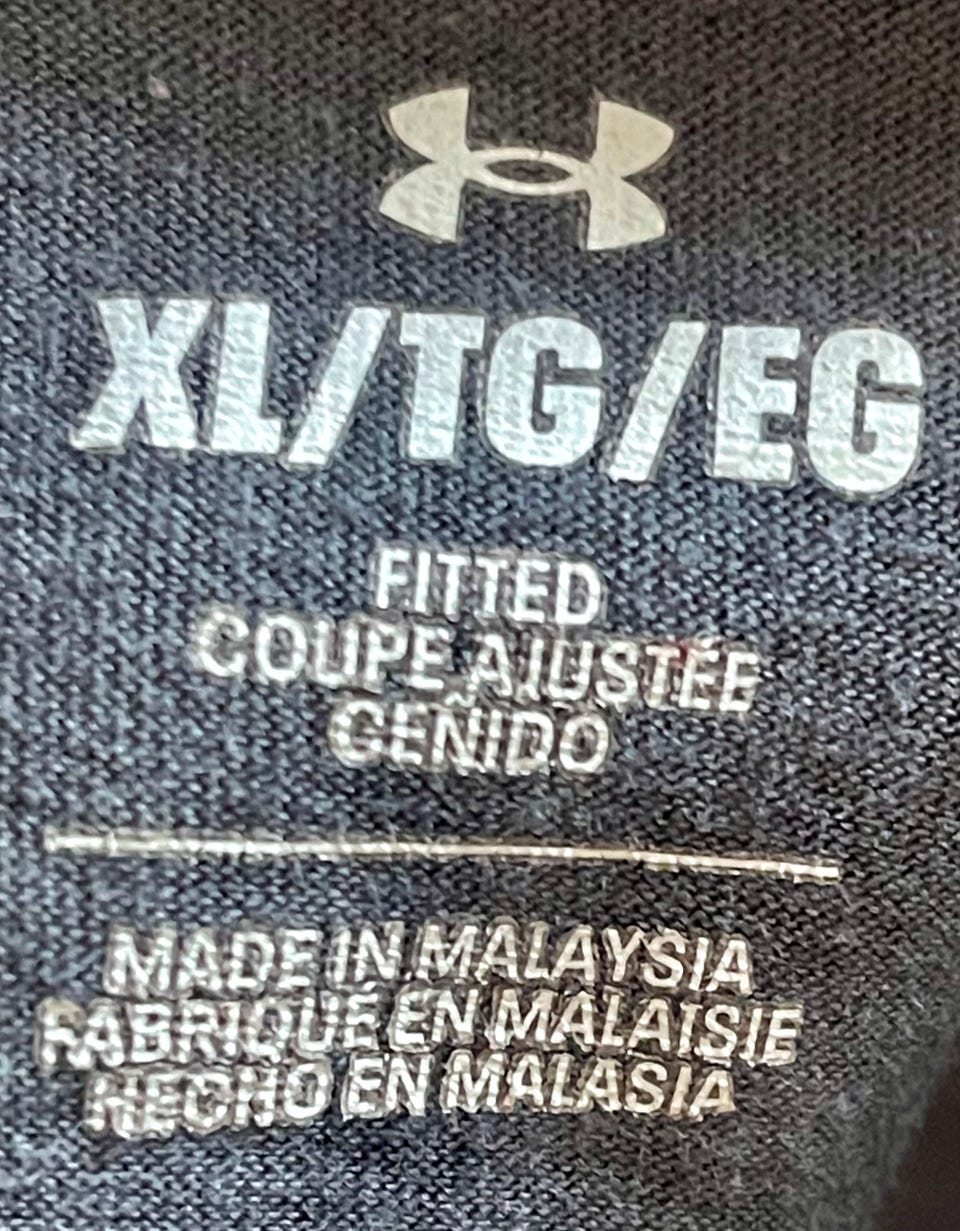 XL/TG/EG
FITTED
COUPE AJUSTÉE
CEÑIDO
MADE IN MALAYSIA
FABRIQUÉ EN MALAISIE
HECHO EN MALASIA